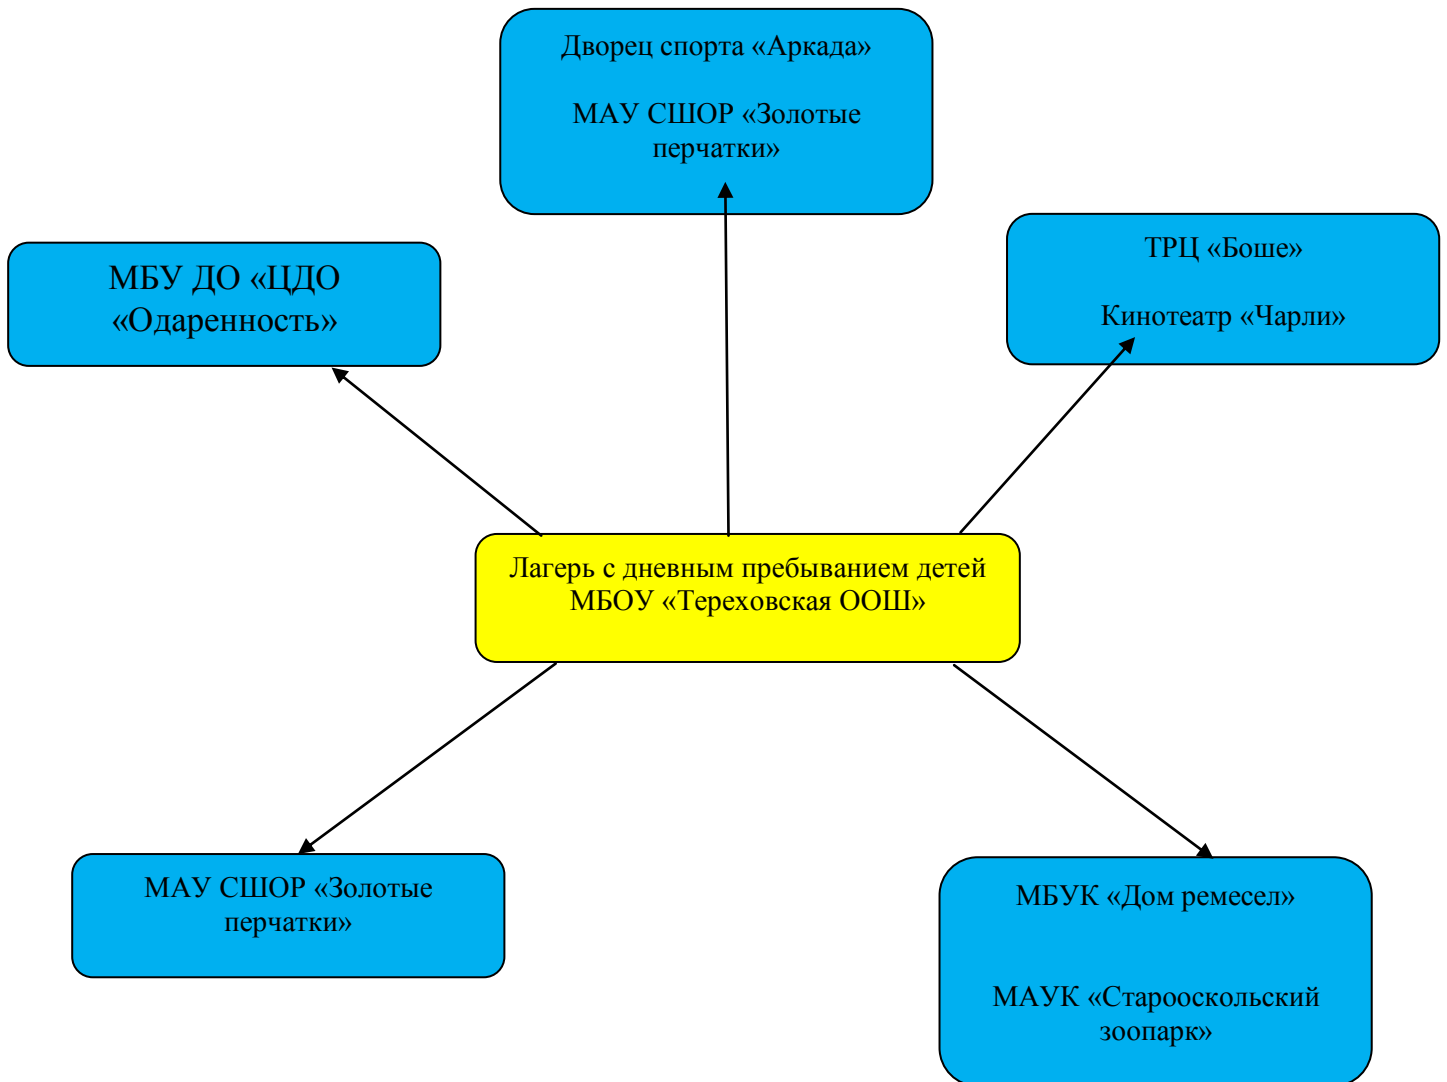 Дворец спорта «Аркада»
МАУ СШОР «Золотые
перчатки»
МБУ ДО «ЦДО
«Одаренность»
ТРЦ «Боше»
Кинотеатр «Чарли»
Лагерь с дневным пребыванием детей
МБОУ «Тереховская ООШ»
МАУ СШОР «Золотые
перчатки»
МБУК «Дом ремесел»
МАУК «Старооскольский
зоопарк»